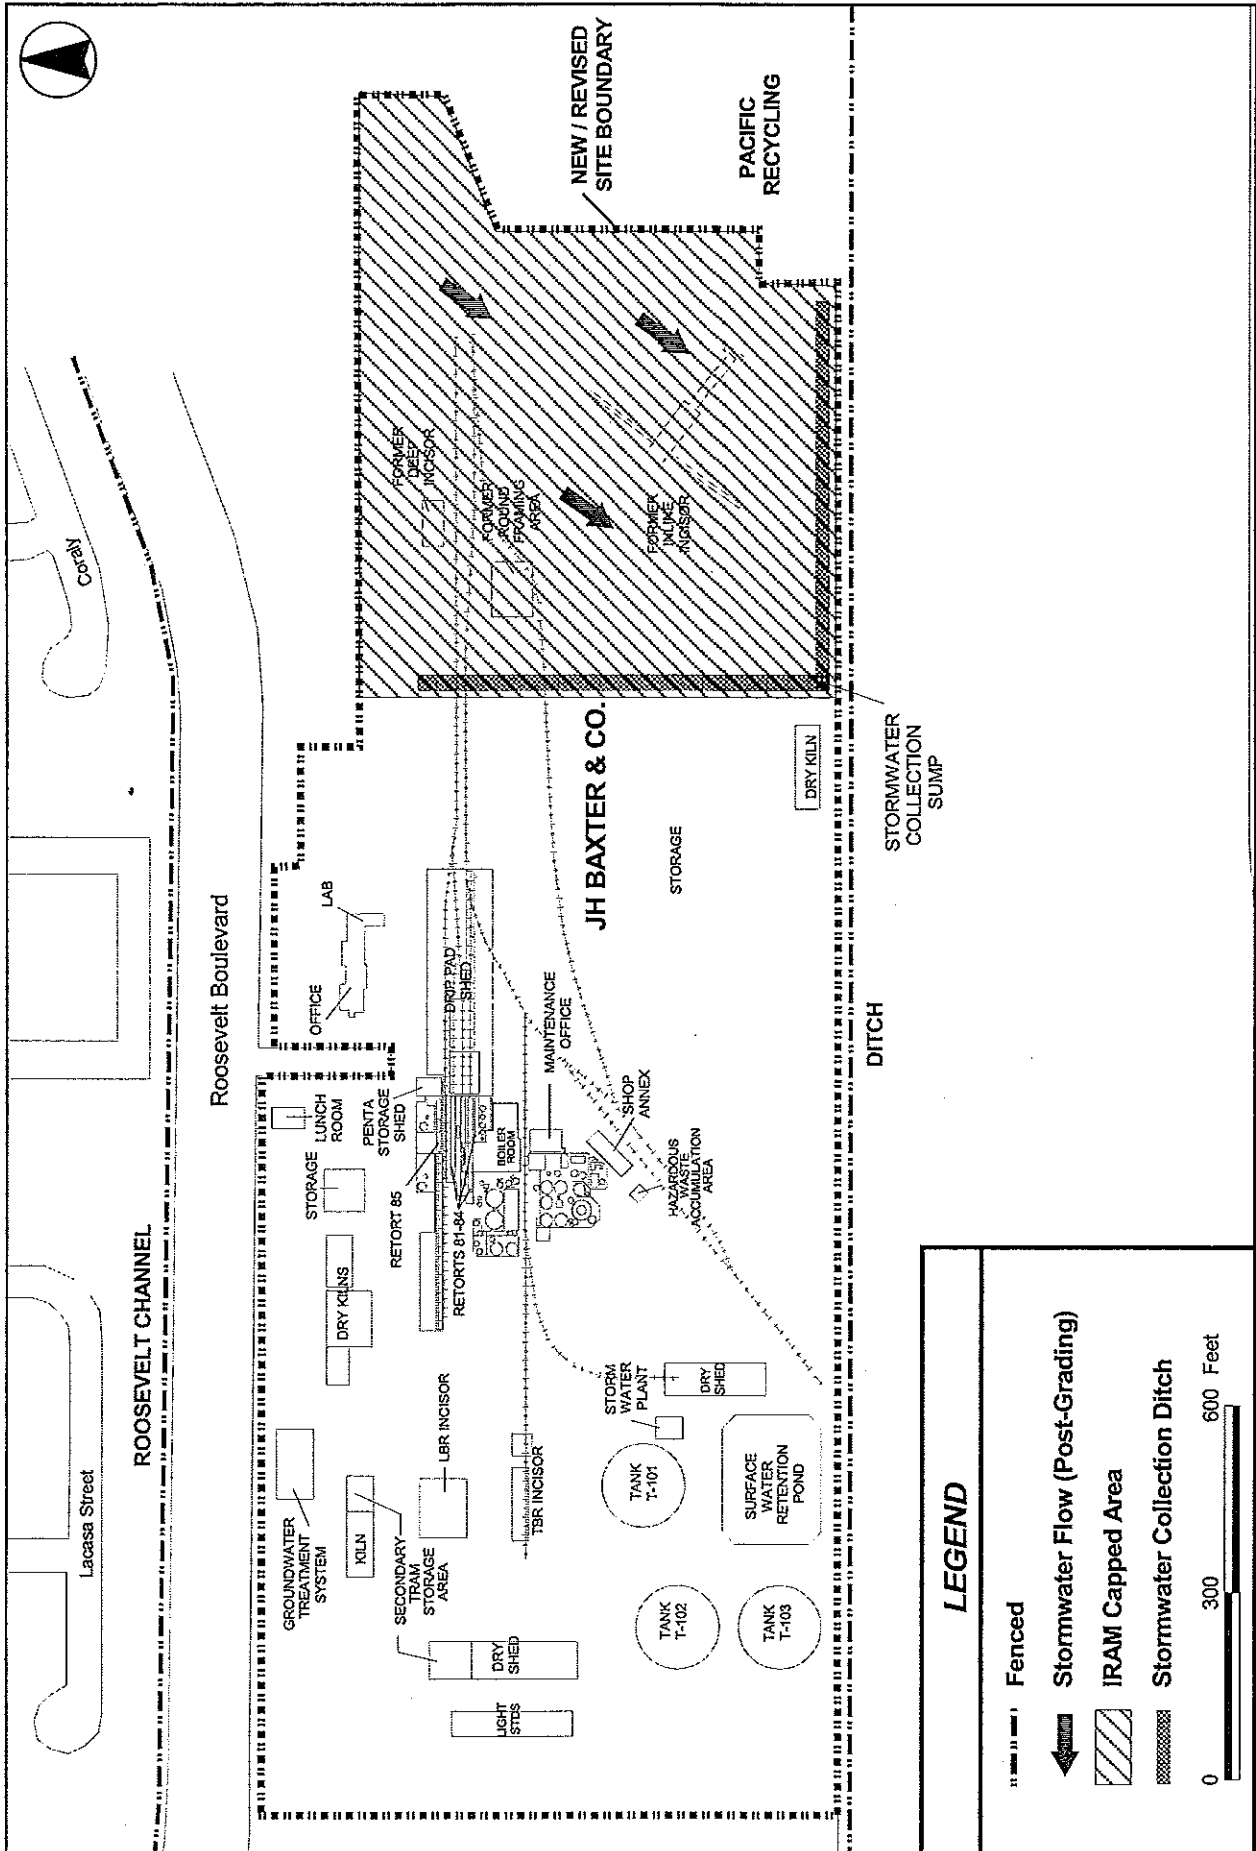 Coraly
Lacasa Street
ROOSEVELT CHANNEL
Roosevelt Boulevard
NEW / REVISED
SITE BOUNDARY
PACIFIC
RECYCLING
FORMER
DEEP
INCISOR
FORMER
ROUND
FRAMING
AREA
FORMER
INLIKE
INCISOR
JH BAXTER & CO.
STORAGE
DRY KILN
STORMWATER
COLLECTION
SUMP
DITCH
LAB
OFFICE
DRIP PAD
SHED
MAINTENANCE
OFFICE
SHOP
ANNEX
HAZARDOUS
WASTE
ACCUMULATION
AREA
LUNCH
ROOM
PENTA
STORAGE
SHED
BOILER
ROOM
STORAGE
RETORT 85
RETORTS 81-84
DRY KILNS
GROUNDWATER
TREATMENT
SYSTEM
KILN
LBR INCISOR
SECONDARY
TRAM
STORAGE
AREA
TBR INCISOR
STORM
WATER
PLANT
DRY
SHED
TANK
T-101
SURFACE
WATER
RETENTION
POND
TANK
T-102
TANK
T-103
DRY
SHED
LIGHT
STDS
LEGEND
Fenced
Stormwater Flow (Post-Grading)
IRAM Capped Area
Stormwater Collection Ditch
0 300 600 Feet